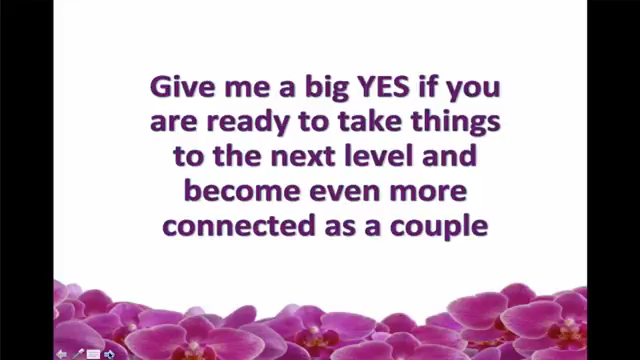 Give me a big YES if you
are ready to take things
to the next level and
become even more
connected as a couple